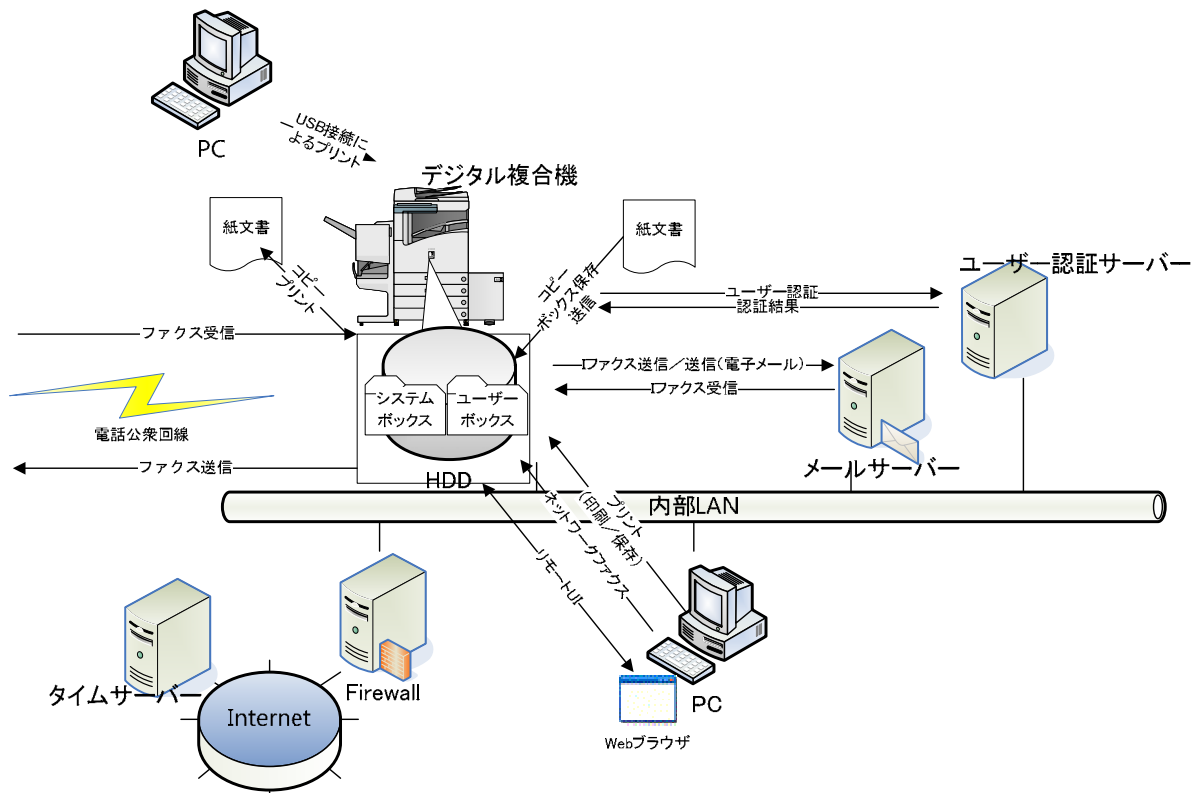 PC
USB接続に
よるプリント
デジタル複合機
紙文書
紙文書
コピー
プリント
コピー
ボックス保存
送信
ユーザー認証サーバー
ユーザー認証
認証結果
ファクス受信
Iファクス送信／送信(電子メール)
Iファクス受信
システム
ボックス
ユーザー
ボックス
電話公衆回線
ファクス送信
HDD
メールサーバー
内部LAN
プリント
(印刷／保存)
ネットワークファクス
リモートUI
タイムサーバー
Firewall
Internet
PC
Webブラウザ